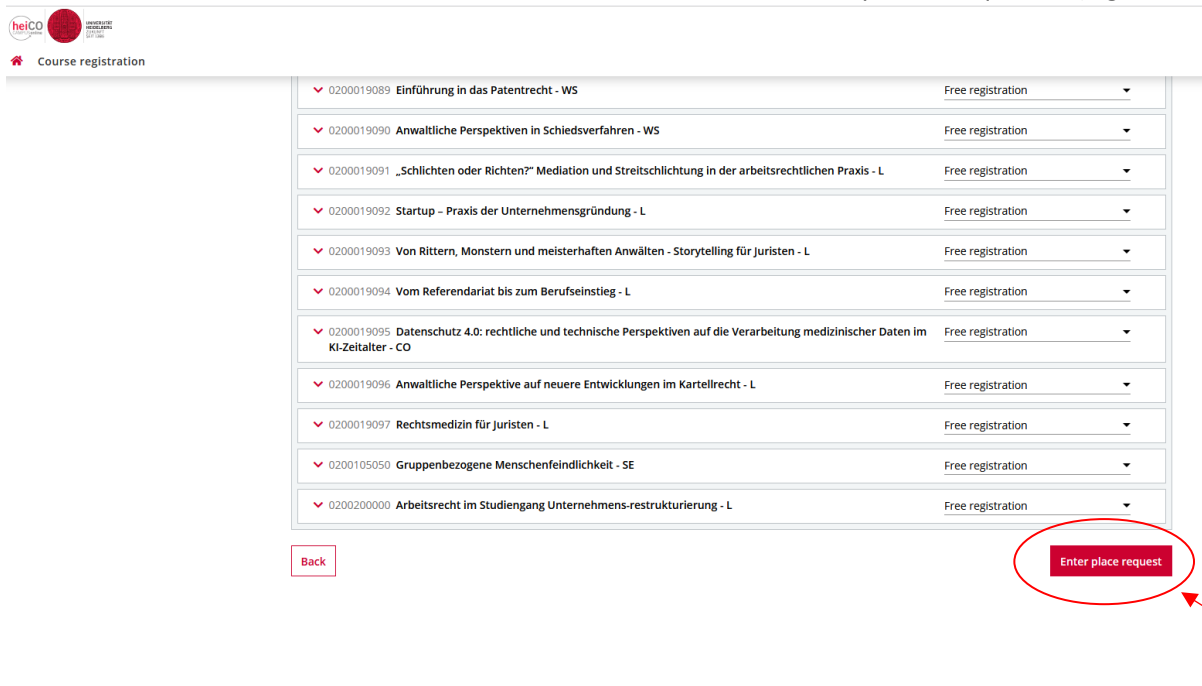 heiCO
UNIVERSITÄT
HEIDELBERG
ZUKUNFT
SEIT 1386
Course registration
0200019089 Einführung in das Patentrecht - WS Free registration
0200019090 Anwaltliche Perspektiven in Schiedsverfahren - WS Free registration
0200019091 „Schlichten oder Richten?“ Mediation und Streitschlichtung in der arbeitsrechtlichen Praxis - L Free registration
0200019092 Startup – Praxis der Unternehmensgründung - L Free registration
0200019093 Von Rittern, Monstern und meisterhaften Anwälten - Storytelling für Juristen - L Free registration
0200019094 Vom Referendariat bis zum Berufseinstieg - L Free registration
0200019095 Datenschutz 4.0: rechtliche und technische Perspektiven auf die Verarbeitung medizinischer Daten im Free registration
KI-Zeitalter - CO
0200019096 Anwaltliche Perspektive auf neuere Entwicklungen im Kartellrecht - L Free registration
0200019097 Rechtsmedizin für Juristen - L Free registration
0200105050 Gruppenbezogene Menschenfeindlichkeit - SE Free registration
0200200000 Arbeitsrecht im Studiengang Unternehmens-restrukturierung - L Free registration
Back Enter place request